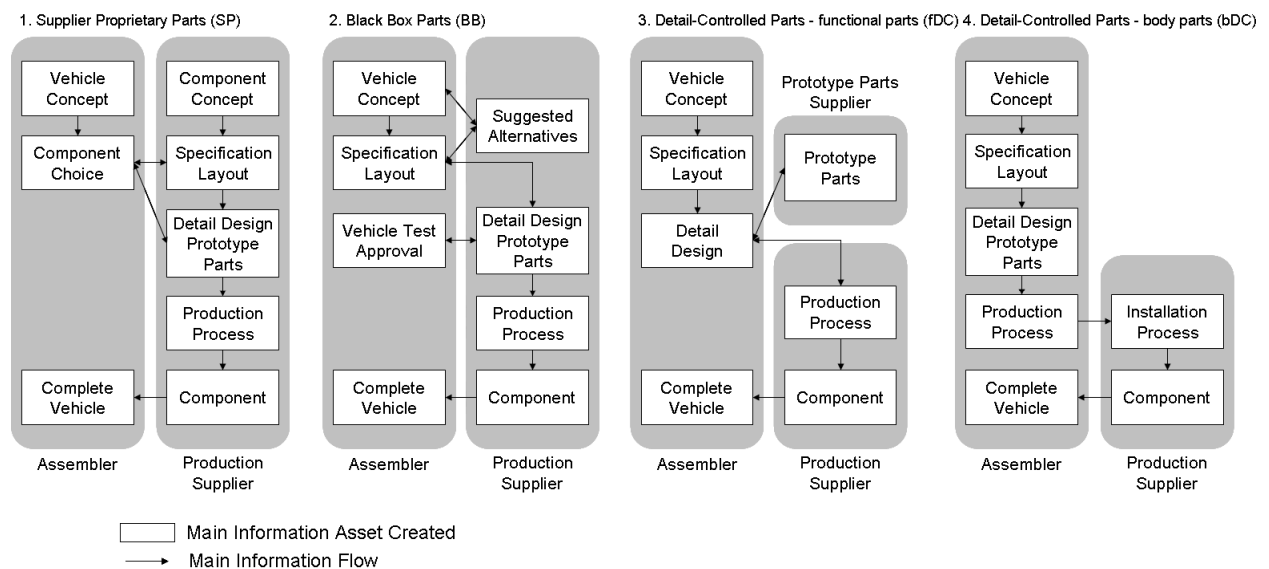 1. Supplier Proprietary Parts (SP)
Vehicle
Concept
Component
Concept
Component
Choice
Specification
Layout
Detail Design
Prototype
Parts
Production
Process
Complete
Vehicle
Component
Assembler
Production
Supplier
2. Black Box Parts (BB)
Vehicle
Concept
Suggested
Alternatives
Specification
Layout
Vehicle Test
Approval
Detail Design
Prototype
Parts
Production
Process
Complete
Vehicle
Component
Assembler
Production
Supplier
3. Detail-Controlled Parts - functional parts (fDC)
Vehicle
Concept
Prototype Parts
Supplier
Specification
Layout
Prototype
Parts
Detail
Design
Production
Process
Complete
Vehicle
Component
Assembler
Production
Supplier
4. Detail-Controlled Parts - body parts (bDC)
Vehicle
Concept
Specification
Layout
Detail Design
Prototype
Parts
Production
Process
Installation
Process
Complete
Vehicle
Component
Assembler
Production
Supplier
Main Information Asset Created
Main Information Flow